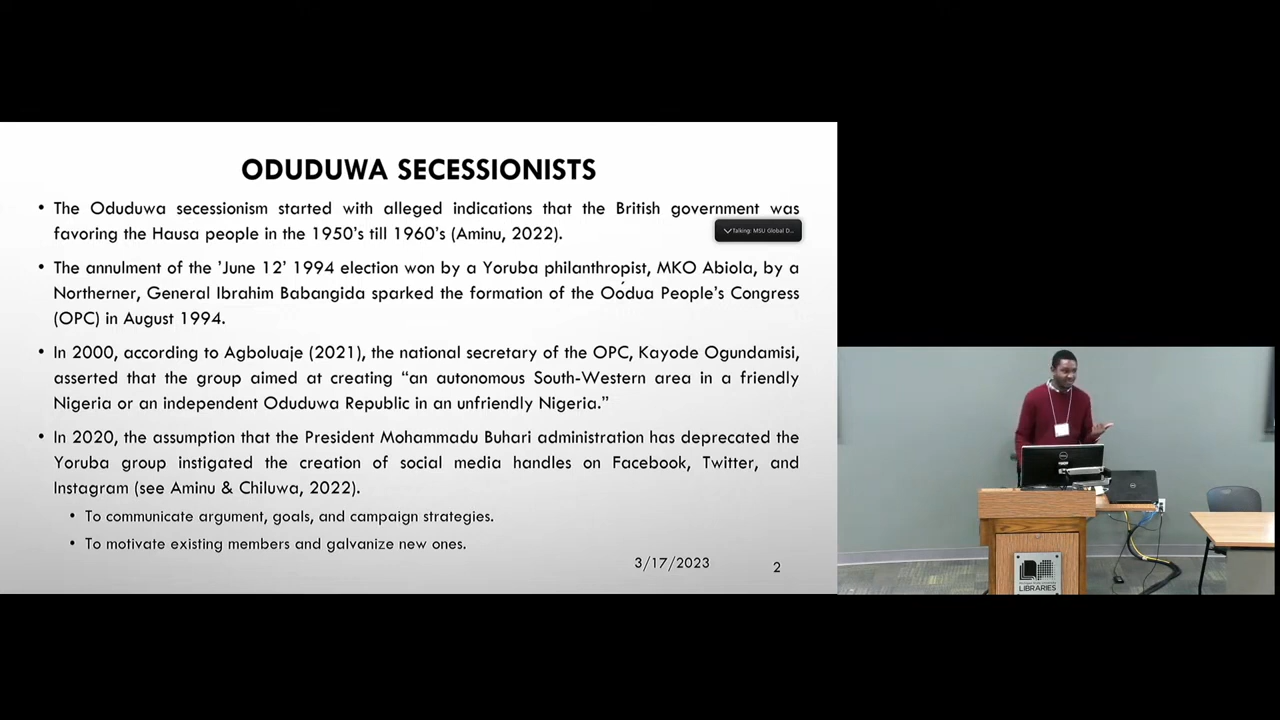 ODUDUWA SECESSIONISTS
• The Oduduwa secessionism started with alleged indications that the British government was
favoring the Hausa people in the 1950's till 1960's (Aminu, 2022).
Talking: MSU Global D...
• The annulment of the 'June 12' 1994 election won by a Yoruba philanthropist, MKO Abiola, by a
Northerner, General Ibrahim Babangida sparked the formation of the Oódua People's Congress
(OPC) in August 1994.
• In 2000, according to Agboluaje (2021), the national secretary of the OPC, Kayode Ogundamisi,
asserted that the group aimed at creating “an autonomous South-Western area in a friendly
Nigeria or an independent Oduduwa Republic in an unfriendly Nigeria.”
• In 2020, the assumption that the President Mohammadu Buhari administration has deprecated the
Yoruba group instigated the creation of social media handles on Facebook, Twitter, and
Instagram (see Aminu & Chiluwa, 2022).
• To communicate argument, goals, and campaign strategies.
• To motivate existing members and galvanize new ones.
3/17/2023
2
LIBRARIES